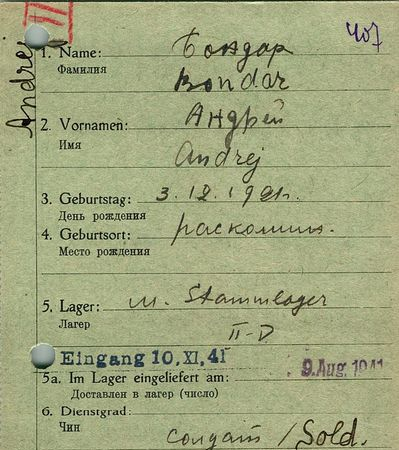 Andrej
II
407
1. Name: Бондар
Фамилия
Bondar
2. Vornamen: Андрей
Имя
Andrej
3. Geburtstag: 3.12.1921.
День рождения
4. Geburtsort:
Место рождения
5. Lager: M. Stammlager
Лагер
II-D
Eingang 10, XI, 41
9. Aug. 1941
5a. Im Lager eingeliefert am:
Доставлен в лагер (число)
6. Dienstgrad:
Чин
солдат / Sold.